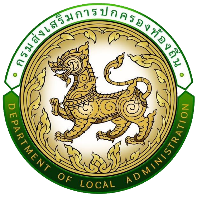 กรมส่งเสริมการปกครองท้องถิ่น
DEPARTMENT OF LOCAL ADMINISTRATION